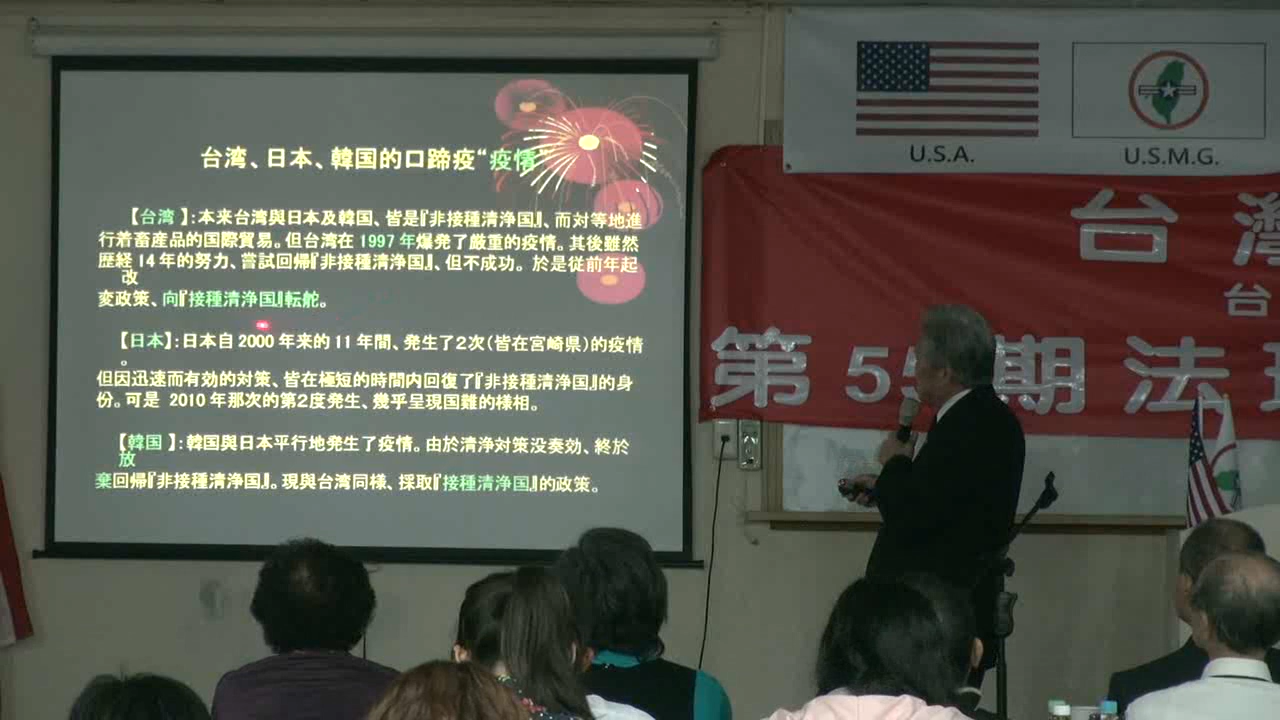 台湾、日本、韓国的口蹄疫“疫情”
【台湾 】：本来台湾與日本及韓国、皆是『非接種清浄国』、而対等地進
行着畜産品的国際貿易。但台湾在 1997 年爆発了厳重的疫情。其後雖然
歴経 14 年的努力、嘗試回帰『非接種清浄国』、但不成功。於是従前年起
改
変政策、向『接種清浄国』転舵。
【日本】：日本自 2000 年来的 11 年間、発生了２次（皆在宮崎県）的疫情
。
但因迅速而有効的対策、皆在極短的時間内回復了『非接種清浄国』的身
份。可是 2010 年那次的第２度発生、幾乎呈現国難的様相。
【韓国 】：韓国與日本平行地発生了疫情。由於清浄対策没奏効、終於
放
棄回帰『非接種清浄国』。現與台湾同様、採取『接種清浄国』的政策。
U.S.A.
U.S.M.G.
台灣
台
第 55期法